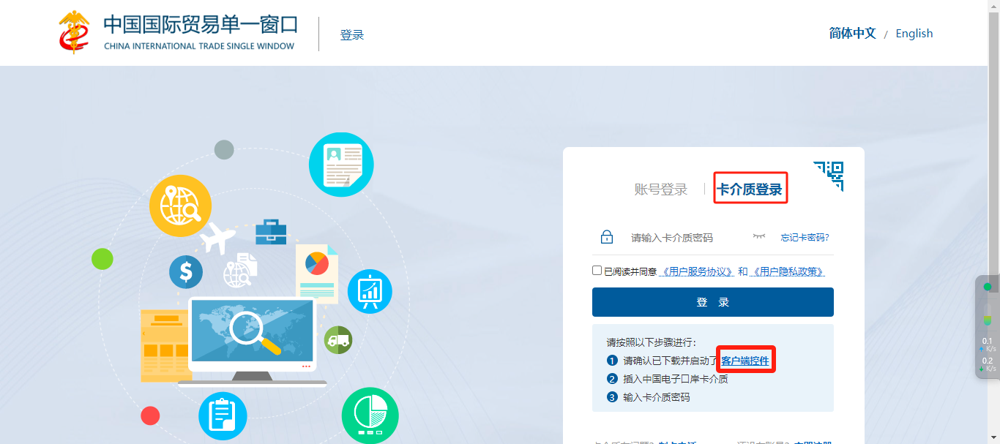 中国国际贸易单一窗口
CHINA INTERNATIONAL TRADE SINGLE WINDOW
登录
简体中文 / English
账号登录 | 卡介质登录
请输入卡介质密码 忘记卡密码?
已阅读并同意 《用户服务协议》 和 《用户隐私政策》
登 录
请按照以下步骤进行:
1 请确认已下载并启动了 客户端控件
2 插入中国电子口岸卡介质
3 输入卡介质密码
$
0.1
K/s
0.2
K/s